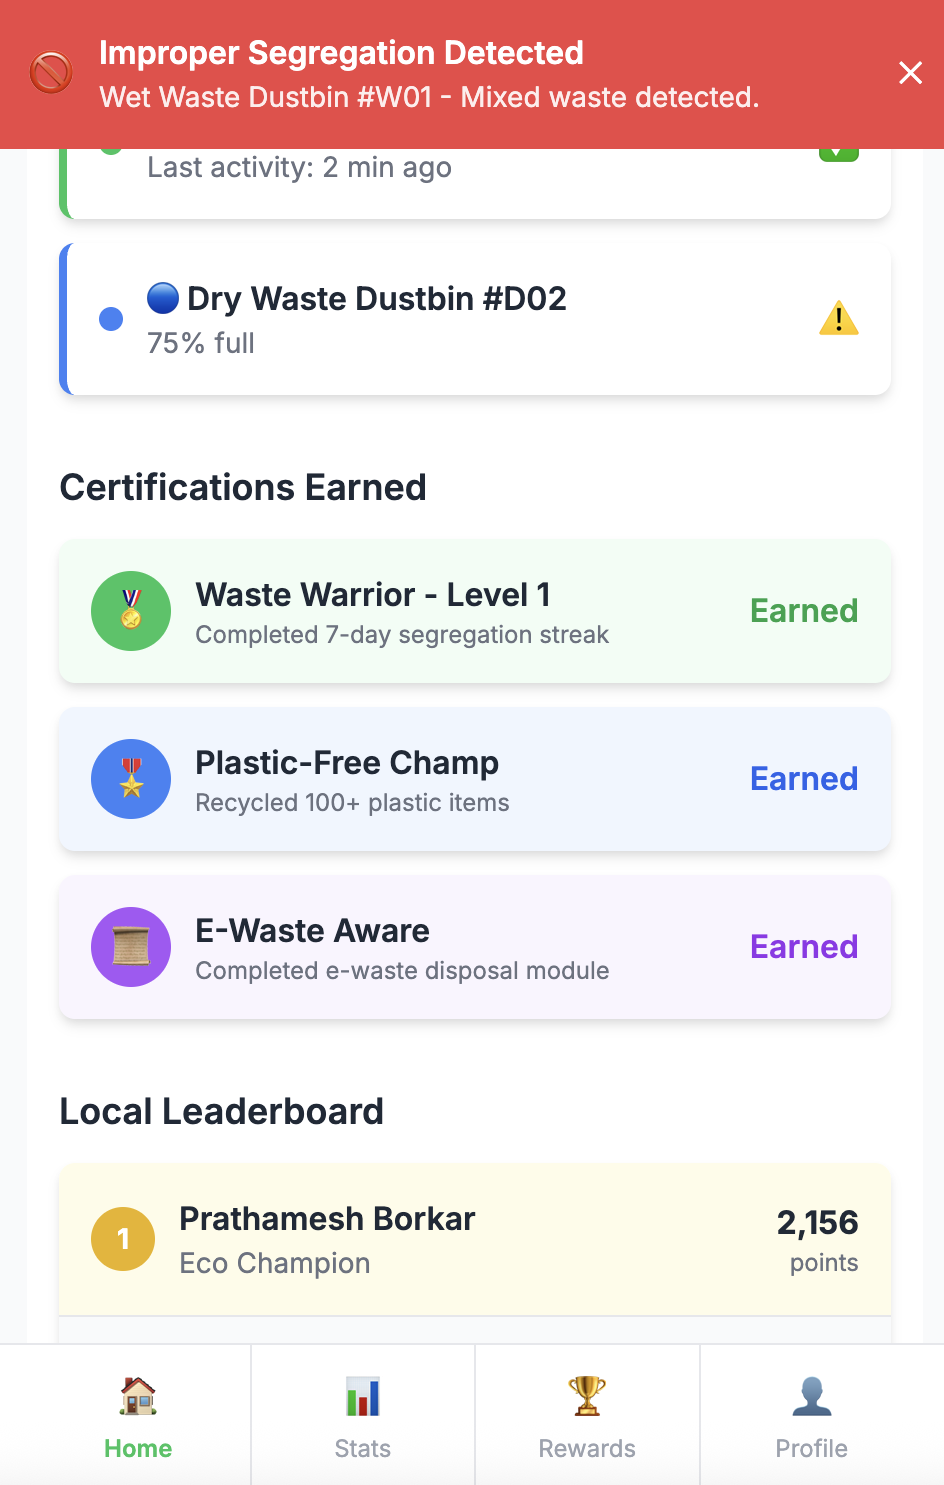 Improper Segregation Detected
Wet Waste Dustbin #W01 - Mixed waste detected.
Last activity: 2 min ago
Dry Waste Dustbin #D02
75% full
Certifications Earned
Waste Warrior - Level 1
Completed 7-day segregation streak
Earned
Plastic-Free Champ
Recycled 100+ plastic items
Earned
E-Waste Aware
Completed e-waste disposal module
Earned
Local Leaderboard
1
Prathamesh Borkar
Eco Champion
2,156
points
Home
Stats
Rewards
Profile